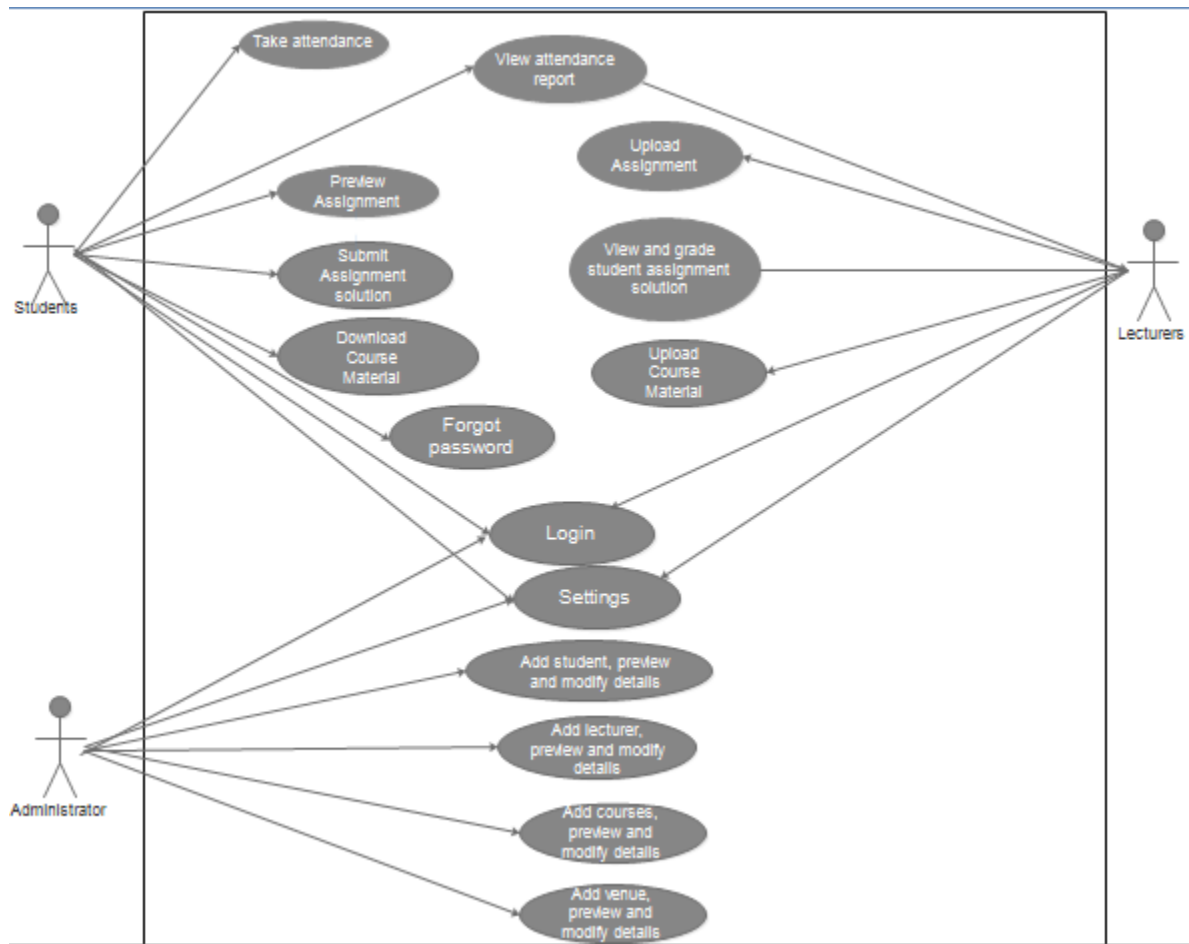 Take attendance
View attendance
report
Upload
Assignment
Preview
Assignment
Submit
Assignment
solution
View and grade
student assignment
solution
Students
Lecturers
Download
Course
Material
Upload
Course
Material
Forgot
password
Login
Settings
Add student, preview
and modify details
Add lecturer,
preview and modify
details
Administrator
Add courses,
preview and
modify details
Add venue,
preview and
modify details